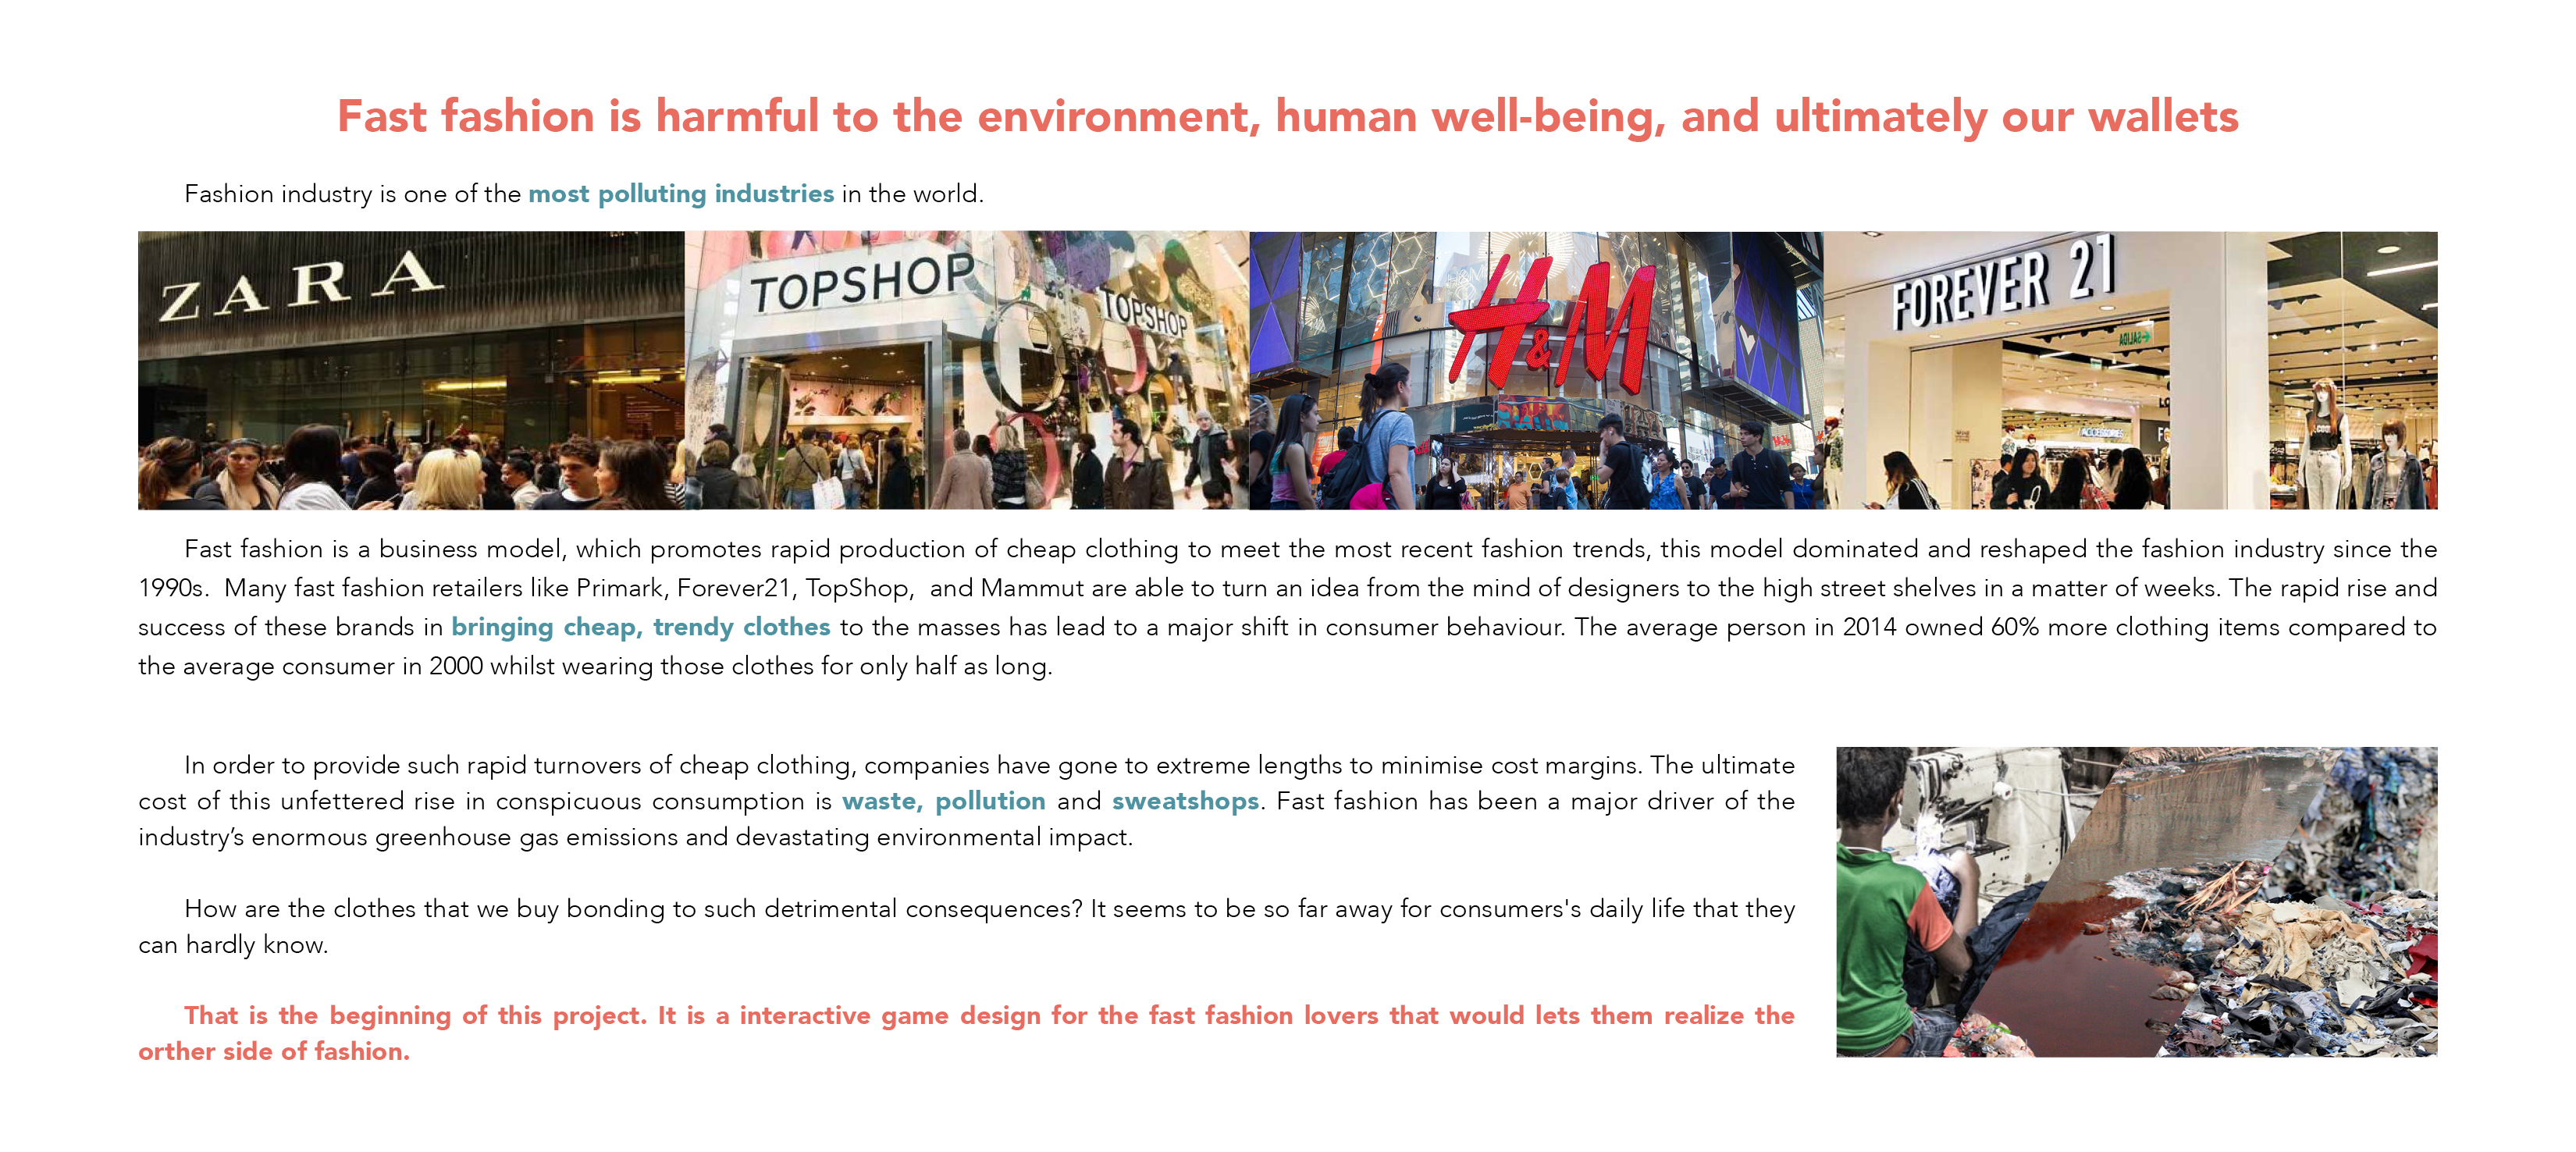 Fast fashion is harmful to the environment, human well-being, and ultimately our wallets
Fashion industry is one of the most polluting industries in the world.
ZARA
TOPSHOP
TOPSHOP
H&M
FOREVER 21
SALIDA
ACCESSORIES
Fast fashion is a business model, which promotes rapid production of cheap clothing to meet the most recent fashion trends, this model dominated and reshaped the fashion industry since the
1990s. Many fast fashion retailers like Primark, Forever21, TopShop, and Mammut are able to turn an idea from the mind of designers to the high street shelves in a matter of weeks. The rapid rise and
success of these brands in bringing cheap, trendy clothes to the masses has lead to a major shift in consumer behaviour. The average person in 2014 owned 60% more clothing items compared to
the average consumer in 2000 whilst wearing those clothes for only half as long.
In order to provide such rapid turnovers of cheap clothing, companies have gone to extreme lengths to minimise cost margins. The ultimate
cost of this unfettered rise in conspicuous consumption is waste, pollution and sweatshops. Fast fashion has been a major driver of the
industry’s enormous greenhouse gas emissions and devastating environmental impact.
How are the clothes that we buy bonding to such detrimental consequences? It seems to be so far away for consumers's daily life that they
can hardly know.
That is the beginning of this project. It is a interactive game design for the fast fashion lovers that would lets them realize the
orther side of fashion.